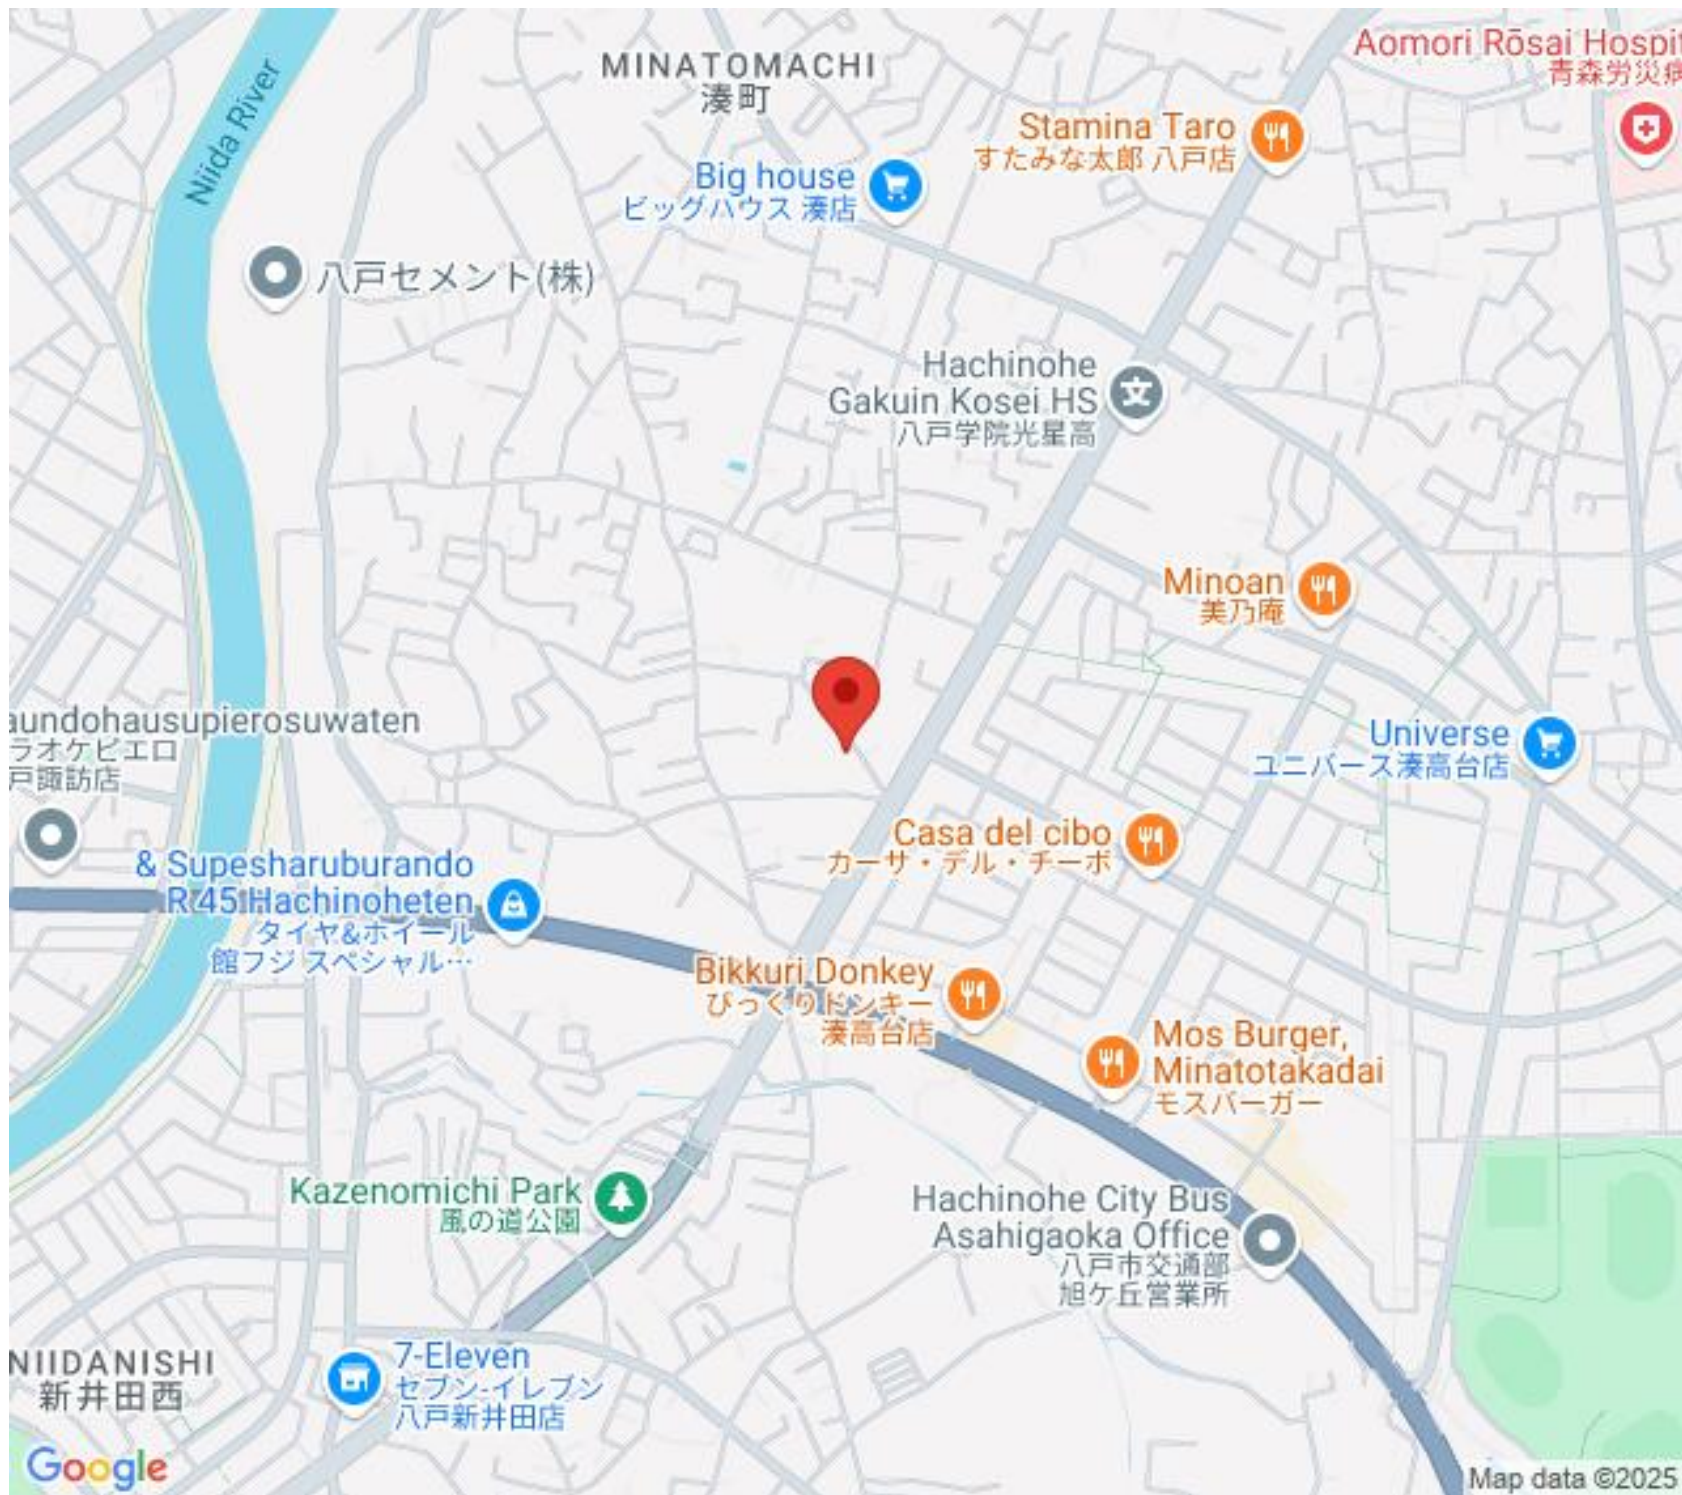 Aomori Rōsai Hospit
青森労災病
MINATOMACHI
湊町
Niida River
Stamina Taro
すたみな太郎 八戸店
Big house
ビッグハウス 湊店
八戸セメント(株)
Hachinohe
Gakuin Kosei HS
八戸学院光星高
Minoan
美乃庵
aundohausupierosuwaten
ラオケピエロ
戸諏訪店
Universe
ユニバース湊高台店
Casa del cibo
カーサ・デル・チーボ
& Supesharuburando
R 45 Hachinoheten
タイヤ&ホイール
館フジ スペシャル…
Bikkuri Donkey
びっくりドンキー
湊高台店
Mos Burger,
Minatotakadai
モスバーガー
Kazenomichi Park
風の道公園
Hachinohe City Bus
Asahigaoka Office
八戸市交通部
旭ケ丘営業所
NIIDANISHI
新井田西
7-Eleven
セブン-イレブン
八戸新井田店
Google
Map data ©2025